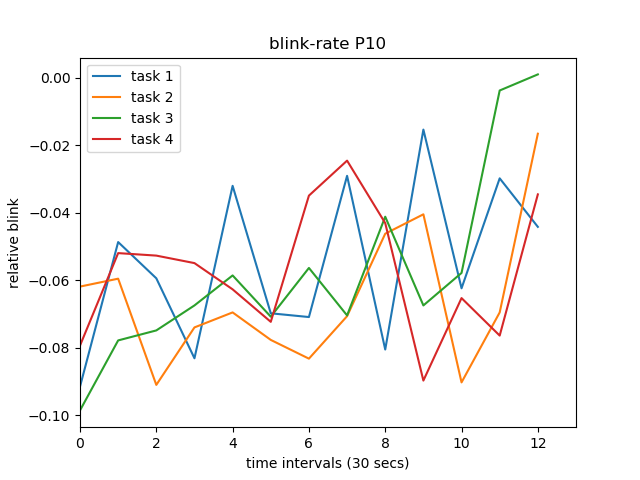 blink-rate P10
task 1
task 2
task 3
task 4
relative blink
0.00
−0.02
−0.04
−0.06
−0.08
−0.10
0 2 4 6 8 10 12
time intervals (30 secs)